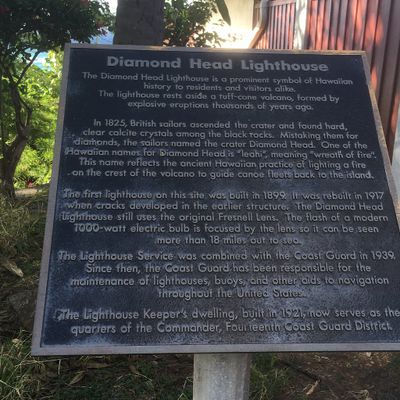 Diamond Head Lighthouse
The Diamond Head Lighthouse is a prominent symbol of Hawaiian
history to residents and visitors alike.
The lighthouse rests aside a tuff-cone volcano, formed by
explosive eruptions thousands of years ago.
In 1825, British sailors ascended the crater and found hard,
clear calcite crystals among the black rocks. Mistaking them for
diamonds, the sailors named the crater Diamond Head. One of the
Hawaiian names for Diamond Head is "leahi", meaning "wreath of fire".
This name reflects the ancient Hawaiian practice of lighting a fire
on the crest of the volcano to guide canoe fleets back to the island.
The first lighthouse on this site was built in 1899. It was rebuilt in 1917
when cracks developed in the earlier structure. The Diamond Head
Lighthouse still uses the original Fresnell Lens. The flash of a modern
1000-watt electric bulb is focused by the lens so it can be seen
more than 18 miles out to sea.
The Lighthouse Service was combined with the Coast Guard in 1939.
Since then, the Coast Guard has been responsible for the
maintenance of lighthouses, buoys, and other aids to navigation
throughout the United States.
The Lighthouse Keeper's dwelling, built in 1921, now serves as the
quarters of the Commander, Fourteenth Coast Guard District.